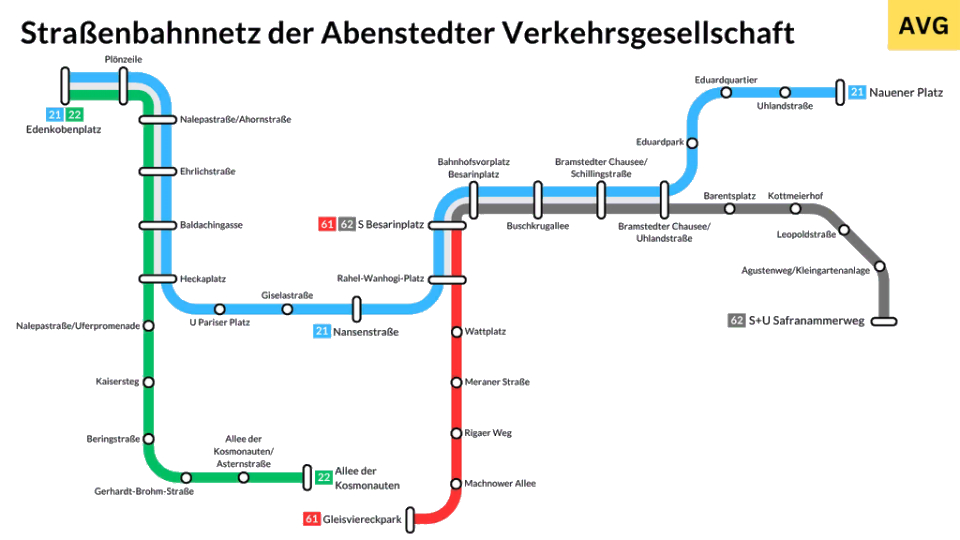 Straßenbahnnetz der Abenstedter Verkehrsgesellschaft
AVG
Plönzeile
21 22
Edenkobenplatz
Nalepastraße/Ahornstraße
Ehrlichstraße
Baldachingasse
Heckaplatz
U Pariser Platz
Giselastraße
21 Nansenstraße
Rahel-Wanhogi-Platz
61 62 S Besarinplatz
Bahnhofsvorplatz
Besarinplatz
Buschkrugallee
Bramstedter Chausee/
Schillingstraße
Bramstedter Chausee/
Uhlandstraße
Eduardpark
Eduardquartier
Uhlandstraße
21 Nauener Platz
Barentsplatz
Kottmeierhof
Leopoldstraße
Agustenweg/Kleingartenanlage
62 S+U Safranammerweg
Nalepastraße/Uferpromenade
Kaisersteg
Beringstraße
Gerhardt-Brohm-Straße
Allee der
Kosmonauten/
Asternstraße
22 Allee der
Kosmonauten
Wattplatz
Meraner Straße
Rigaer Weg
Machnower Allee
61 Gleisviereckpark